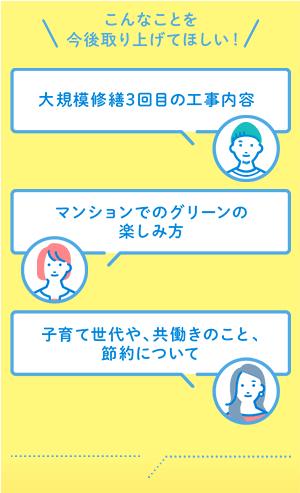 こんなことを
今後取り上げてほしい！
大規模修繕3回目の工事内容
マンションでのグリーンの
楽しみ方
子育て世代や、共働きのこと、
節約について